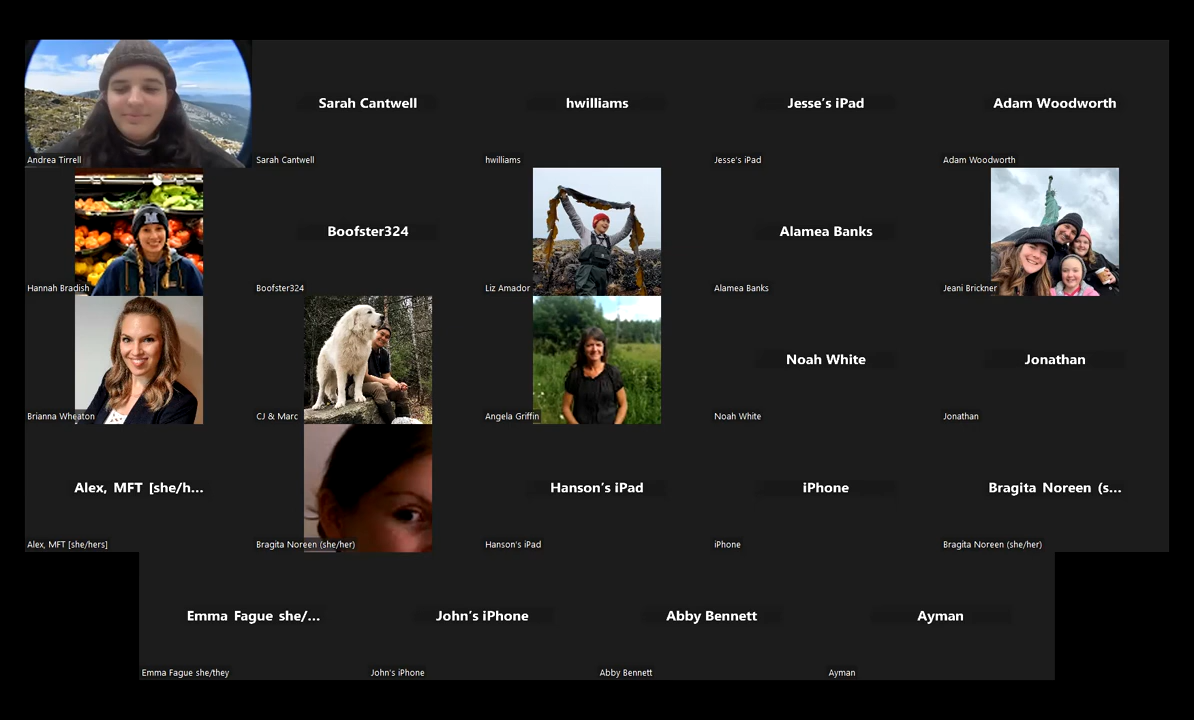 Andrea Tirrell
Sarah Cantwell
Sarah Cantwell
hwilliams
hwilliams
Jesse's iPad
Jesse's iPad
Adam Woodworth
Adam Woodworth
M
Hannah Bradish
Boofster324
Boofster324
Liz Amador
Alamea Banks
Alamea Banks
Jeani Brickner
Brianna Wheaton
CJ & Marc
Angela Griffin
Noah White
Noah White
Jonathan
Jonathan
Alex, MFT [she/h...
Alex, MFT [she/hers]
Bragita Noreen (she/her)
Hanson's iPad
Hanson's iPad
iPhone
iPhone
Bragita Noreen (s...
Bragita Noreen (she/her)
Emma Fague she/...
Emma Fague she/they
John's iPhone
John's iPhone
Abby Bennett
Abby Bennett
Ayman
Ayman